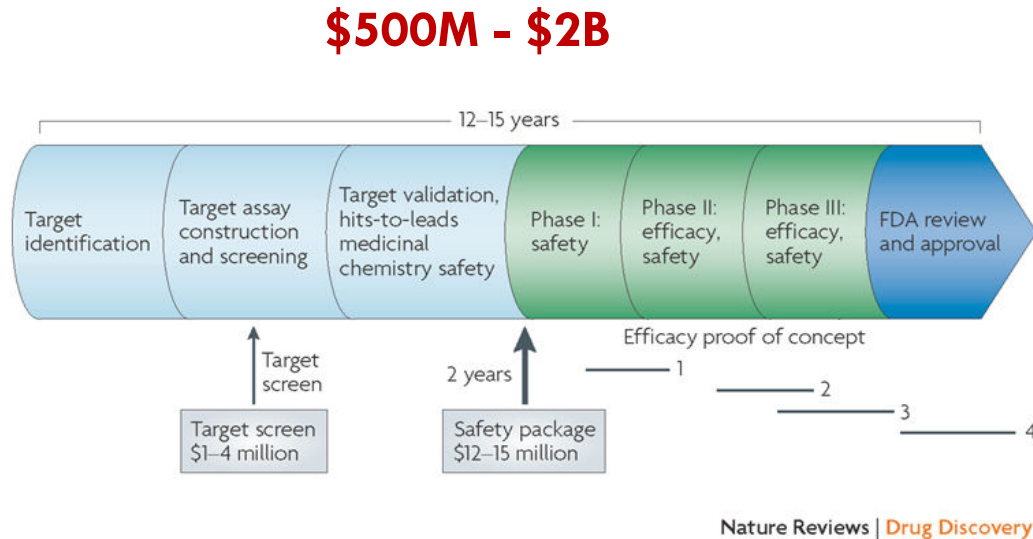 $500M - $2B
12–15 years
Target
identification
Target assay
construction
and screening
Target validation,
hits-to-leads
medicinal
chemistry safety
Phase I:
safety
Phase II:
efficacy,
safety
Phase III:
efficacy,
safety
FDA review
and approval
Efficacy proof of concept
Target
screen
2 years
1
2
3
4
Target screen
$1–4 million
Safety package
$12–15 million
Nature Reviews | Drug Discovery